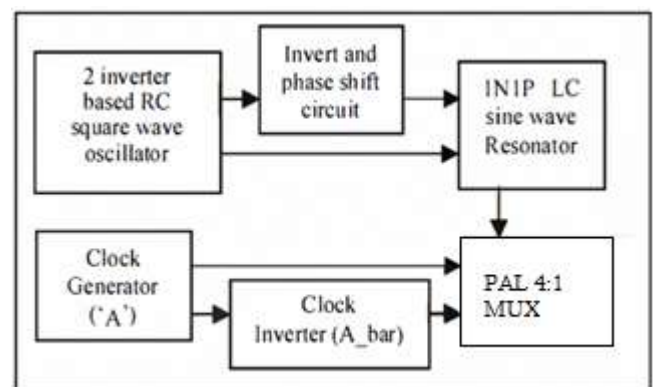 2 inverter
based RC
square wave
oscillator
Invert and
phase shift
circuit
1N1P LC
sine wave
Resonator
Clock
Generator
('A')
Clock
Inverter (A_bar)
PAL 4:1
MUX